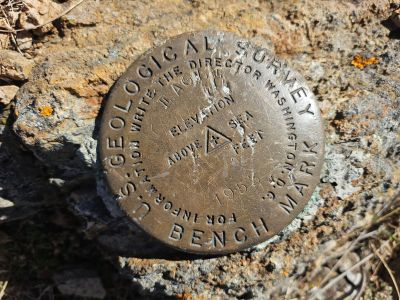 U.S. GEOLOGICAL SURVEY
BENCH MARK
FOR INFORMATION WRITE THE DIRECTOR WASHINGTON, D.C.
ELEVATION
ABOVE SEA
FEET